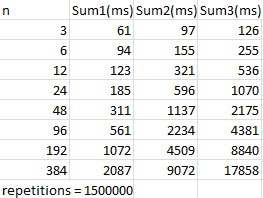 n Sum1(ms) Sum2(ms) Sum3(ms)
3 61 97 126
6 94 155 255
12 123 321 536
24 185 596 1070
48 311 1137 2175
96 561 2234 4381
192 1072 4509 8840
384 2087 9072 17858
repetitions = 1500000